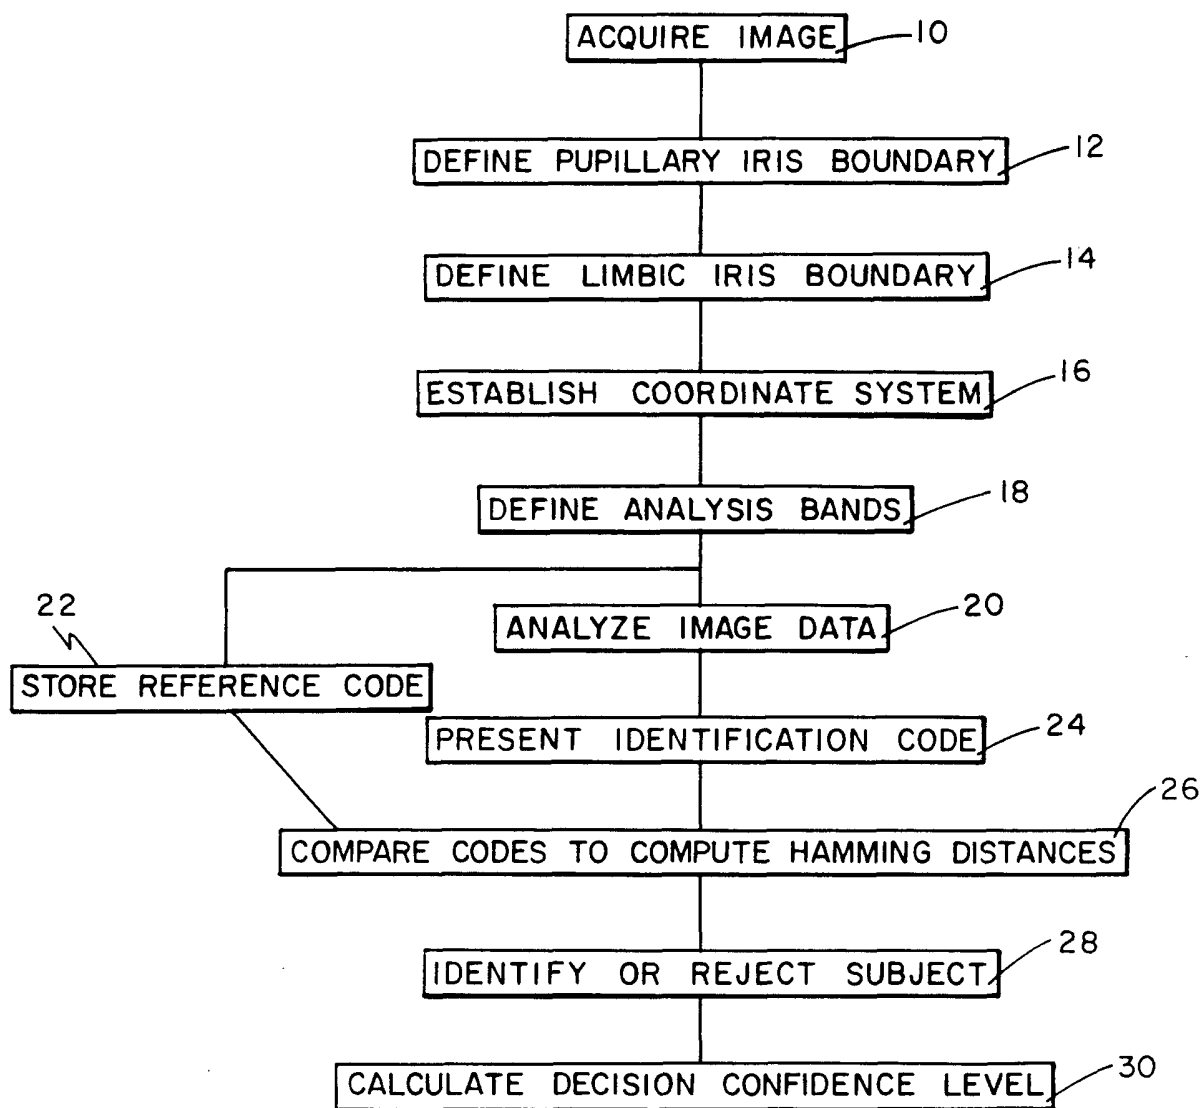 ACQUIRE IMAGE 10
DEFINE PUPILLARY IRIS BOUNDARY 12
DEFINE LIMBIC IRIS BOUNDARY 14
ESTABLISH COORDINATE SYSTEM 16
DEFINE ANALYSIS BANDS 18
22
ANALYZE IMAGE DATA 20
STORE REFERENCE CODE
PRESENT IDENTIFICATION CODE 24
COMPARE CODES TO COMPUTE HAMMING DISTANCES 26
IDENTIFY OR REJECT SUBJECT 28
CALCULATE DECISION CONFIDENCE LEVEL 30